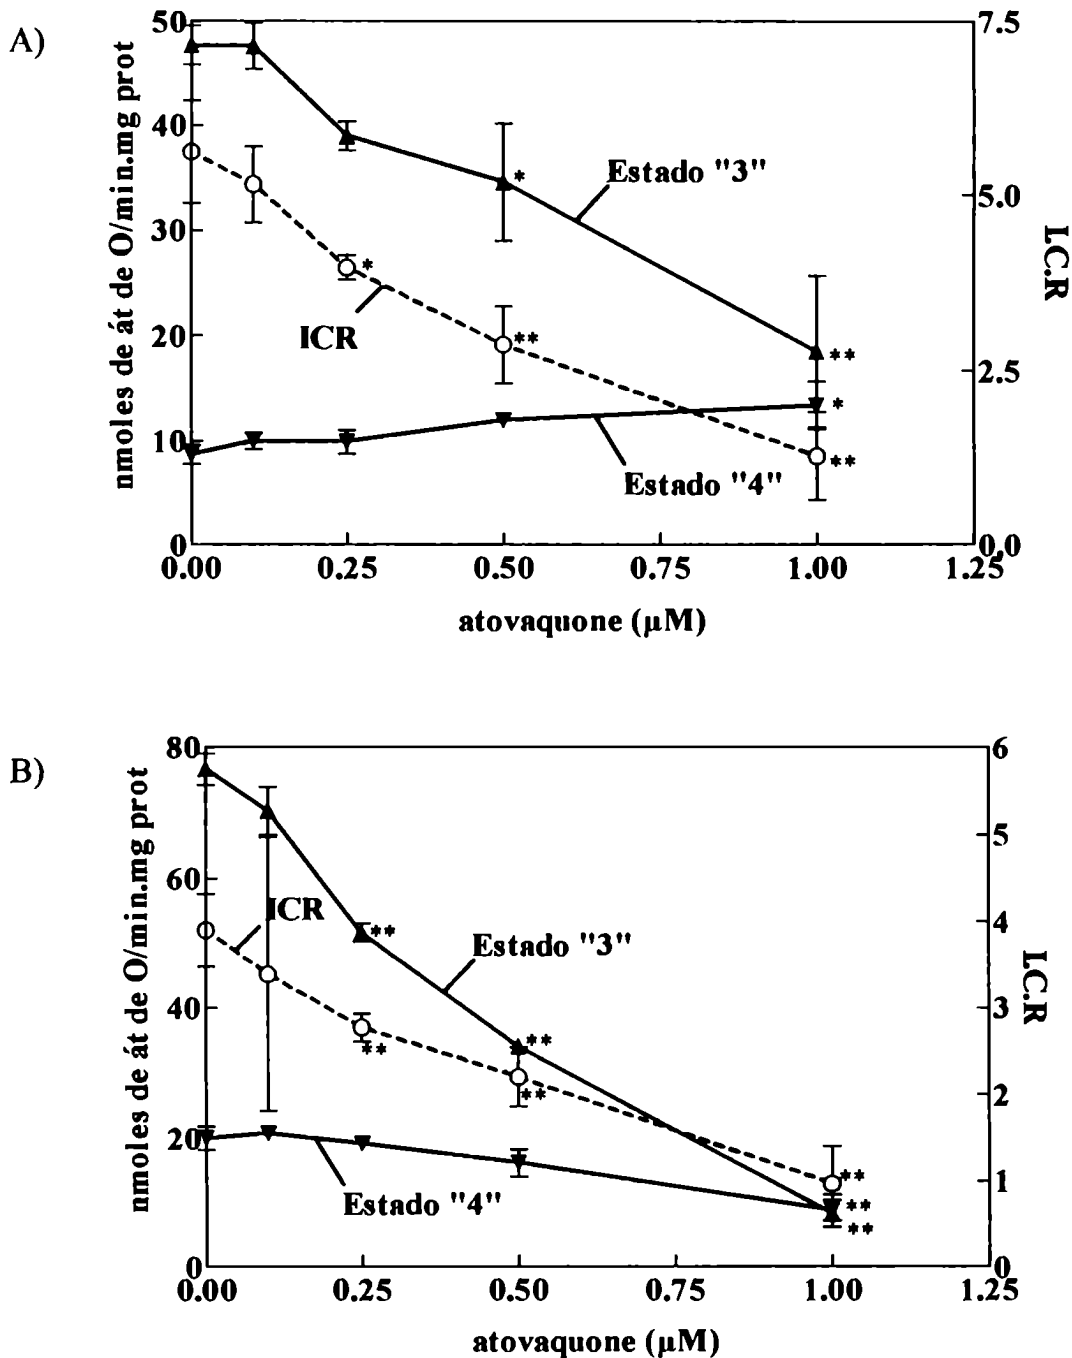 A)
50
40
30
20
10
0
nmoles de át de O/min.mg prot
7.5
5.0
2.5
0.0
I.C.R
Estado "3"
*
*
**
**
*
**
ICR
Estado "4"
0.00 0.25 0.50 0.75 1.00 1.25
atovaquone (µM)
B)
80
60
40
20
0
nmoles de át de O/min.mg prot
6
5
4
3
2
1
0
I.C.R
ICR
**
Estado "3"
**
**
**
**
**
**
Estado "4"
0.00 0.25 0.50 0.75 1.00 1.25
atovaquone (µM)